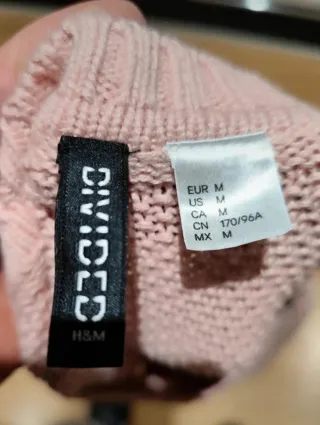 DIVIDED
H&M
EUR M
US M
CA M
CN 170/96A
MX M